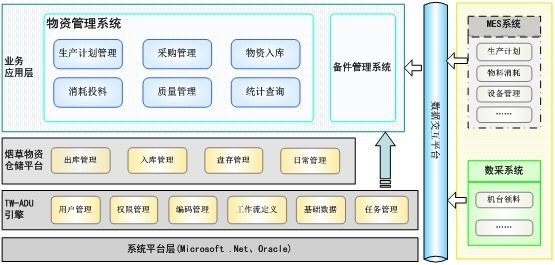 物资管理系统
业务
应用层
生产计划管理
采购管理
物资入库
消耗投料
质量管理
统计查询
备件管理系统
烟草物资
仓储平台
出库管理
入库管理
盘存管理
日常管理
TW-ADU
引擎
用户管理
权限管理
编码管理
工作流定义
基础数据
任务管理
系统平台层(Microsoft .Net、Oracle)
数据交互平台
MES系统
生产计划
物料消耗
设备管理
……
数采系统
机台领料
……